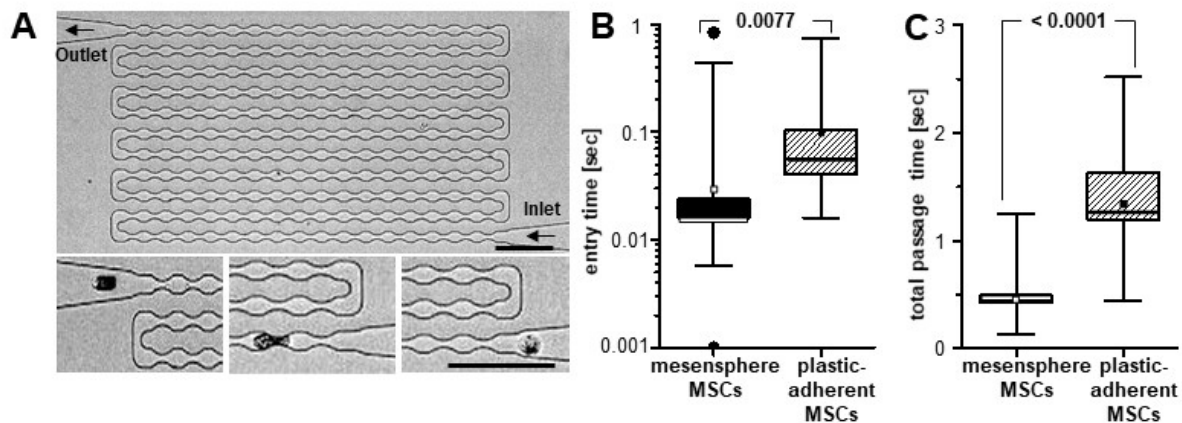 A
Outlet
Inlet
B
0.0077
entry time [sec]
1
0.1
0.01
0.001
mesensphere
MSCs
plastic-
adherent
MSCs
C
< 0.0001
total passage time [sec]
3
2
1
0
mesensphere
MSCs
plastic-
adherent
MSCs